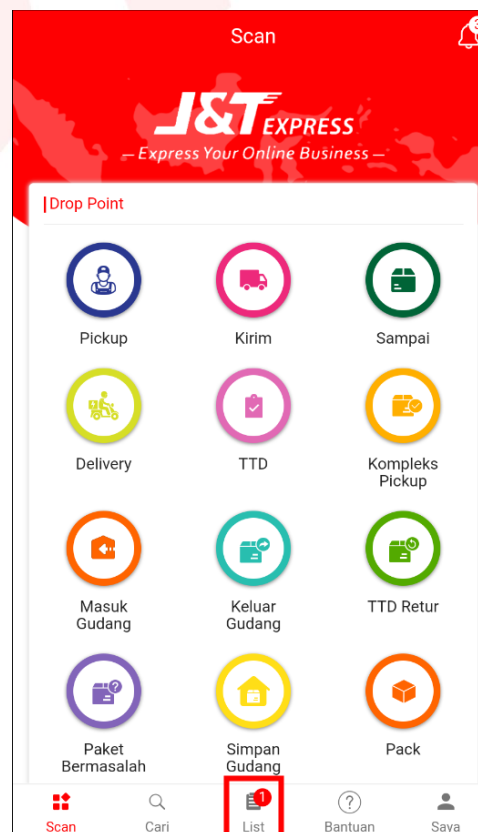 Scan
3
J&T EXPRESS
— Express Your Online Business —
Drop Point
Pickup
Kirim
Sampai
Delivery
TTD
Kompleks
Pickup
Masuk
Gudang
Keluar
Gudang
TTD Retur
Paket
Bermasalah
Simpan
Gudang
Pack
1
Scan
Cari
List
Bantuan
Saya